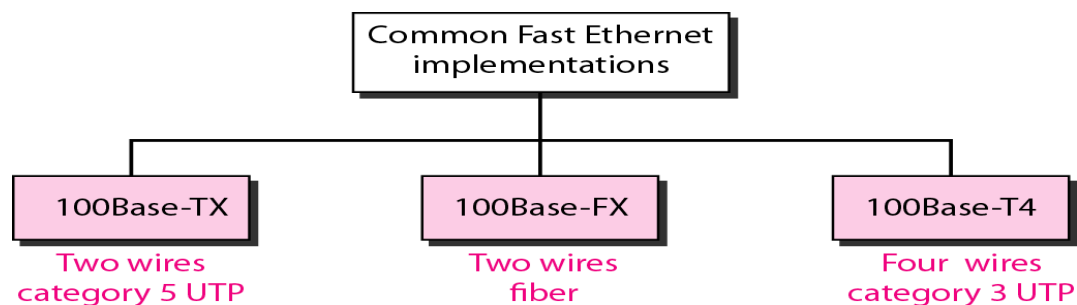 Common Fast Ethernet
implementations
100Base-TX
100Base-FX
100Base-T4
Two wires
category 5 UTP
Two wires
fiber
Four wires
category 3 UTP